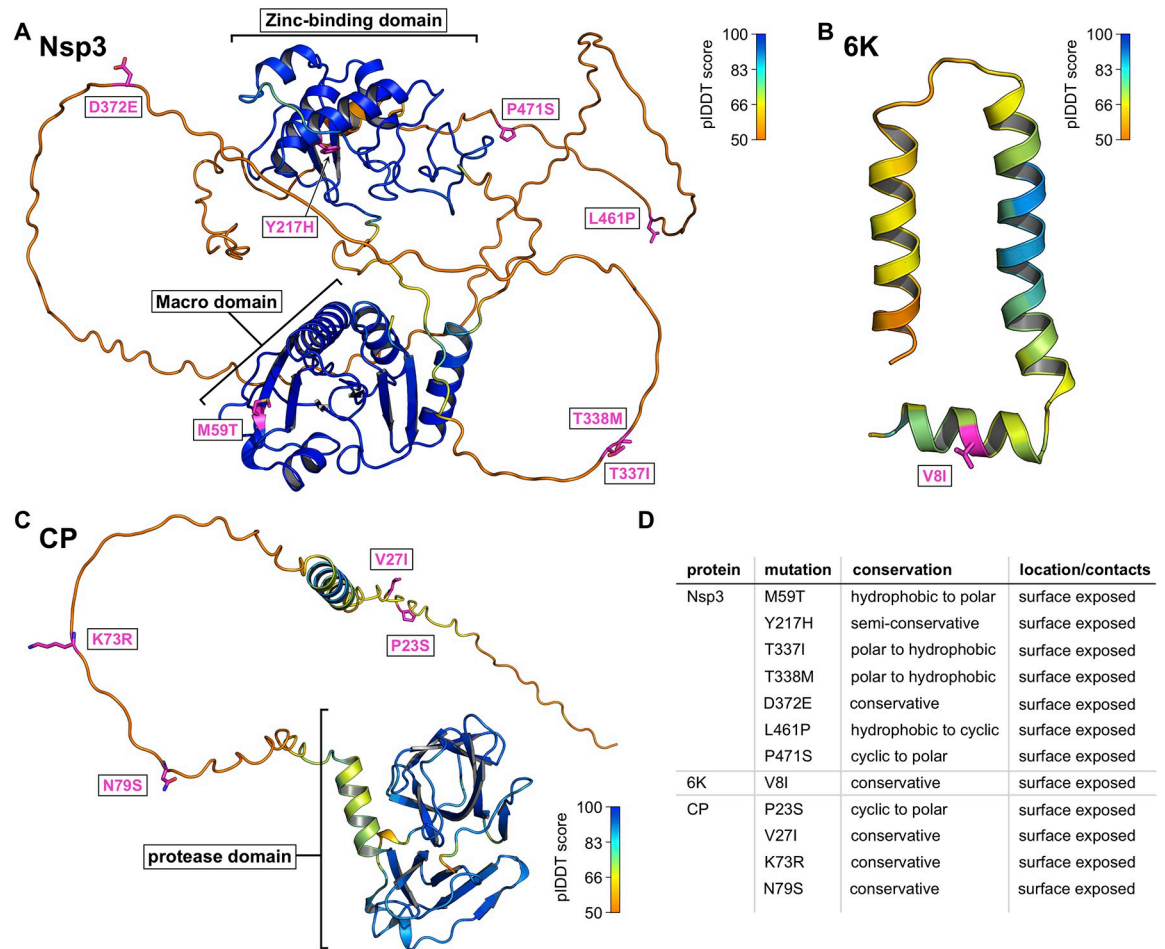 A Nsp3
Zinc-binding domain
D372E
P471S
Y217H
L461P
Macro domain
M59T
T338M
T337I
100
83
66
50
plDDT score
B 6K
100
83
66
50
plDDT score
V8I
C CP
V27I
P23S
K73R
N79S
protease domain
100
83
66
50
plDDT score
D
protein mutation conservation location/contacts
Nsp3 M59T hydrophobic to polar surface exposed
Y217H semi-conservative surface exposed
T337I polar to hydrophobic surface exposed
T338M polar to hydrophobic surface exposed
D372E conservative surface exposed
L461P hydrophobic to cyclic surface exposed
P471S cyclic to polar surface exposed
6K V8I conservative surface exposed
CP P23S cyclic to polar surface exposed
V27I conservative surface exposed
K73R conservative surface exposed
N79S conservative surface exposed